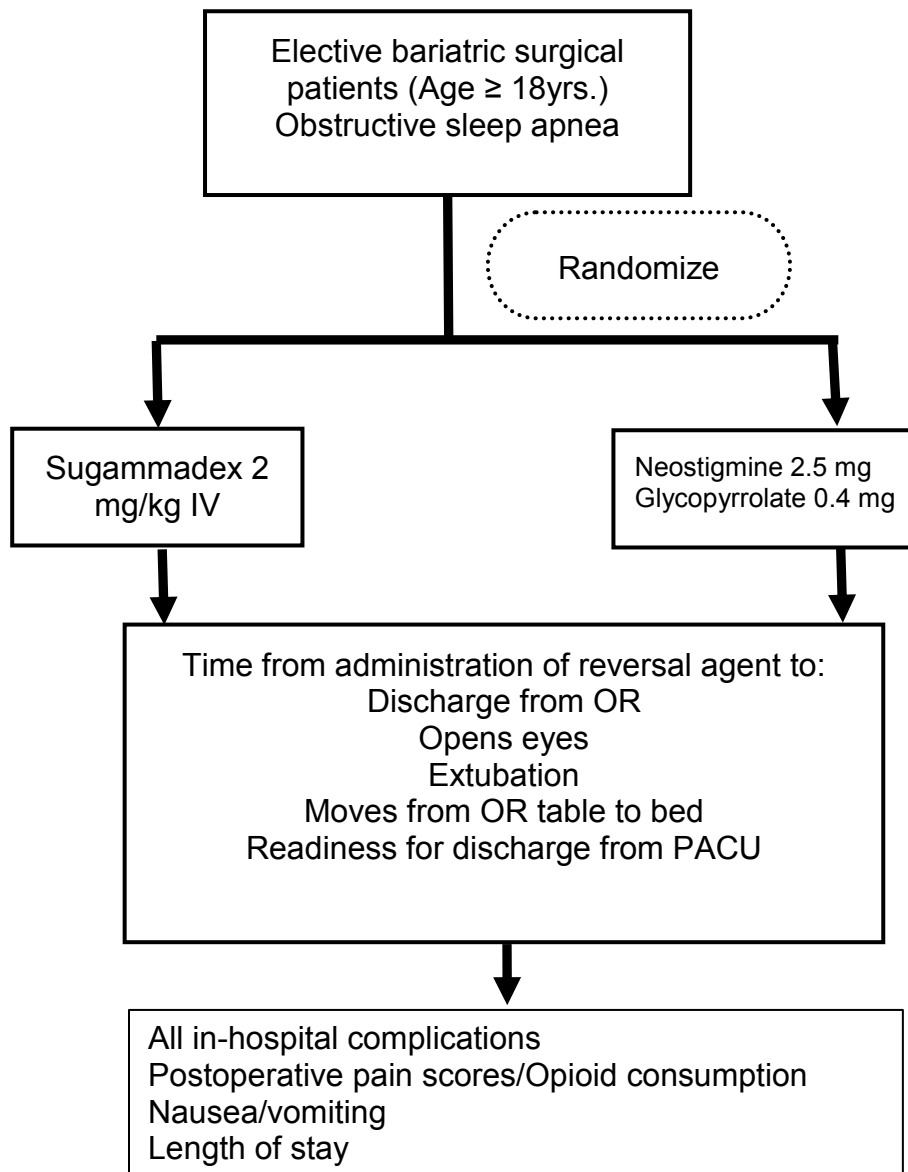 Elective bariatric surgical
patients (Age ≥ 18yrs.)
Obstructive sleep apnea
Randomize
Sugammadex 2
mg/kg IV
Neostigmine 2.5 mg
Glycopyrrolate 0.4 mg
Time from administration of reversal agent to:
Discharge from OR
Opens eyes
Extubation
Moves from OR table to bed
Readiness for discharge from PACU
All in-hospital complications
Postoperative pain scores/Opioid consumption
Nausea/vomiting
Length of stay